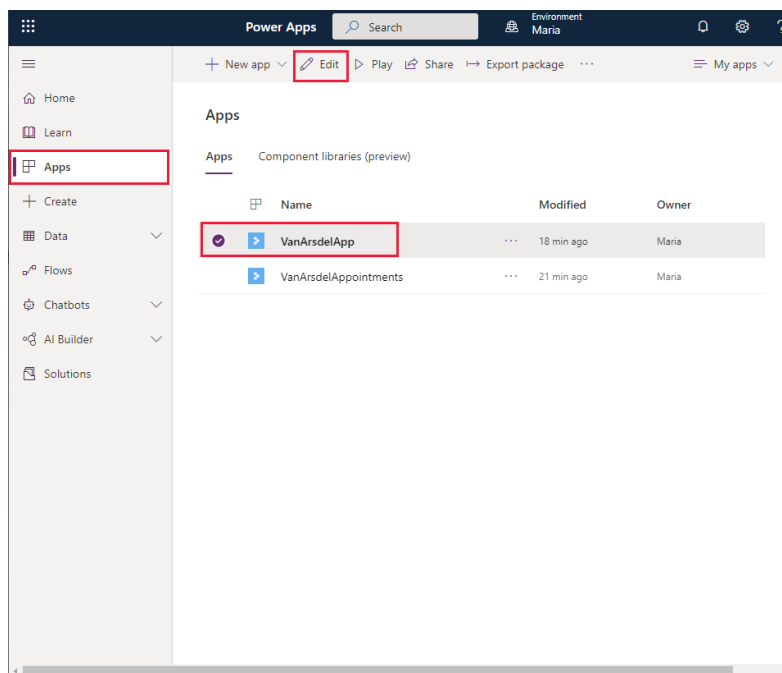 Power Apps
Search
Environment
Maria
New app
Edit
Play
Share
Export package
...
My apps
Home
Learn
Apps
Create
Data
Flows
Chatbots
AI Builder
Solutions
Apps
Apps
Component libraries (preview)
Name
Modified
Owner
VanArsdelApp
...
18 min ago
Maria
VanArsdelAppointments
...
21 min ago
Maria